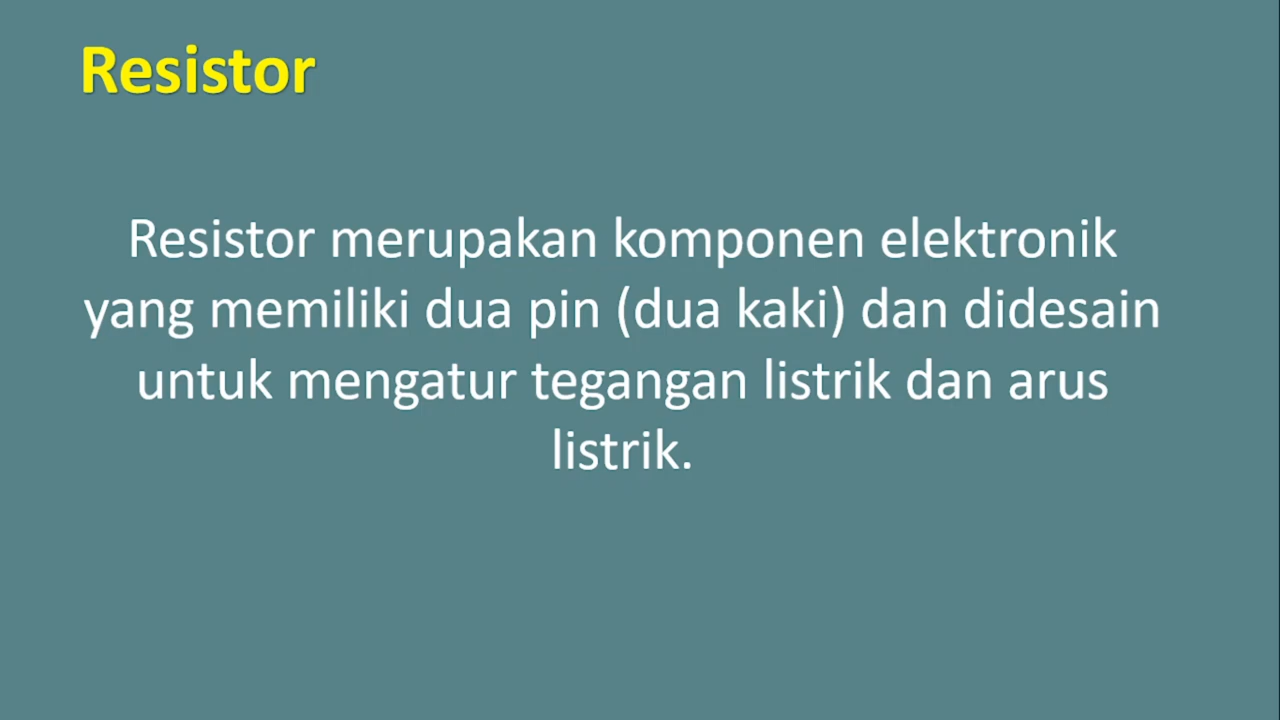 Resistor
Resistor merupakan komponen elektronik
yang memiliki dua pin (dua kaki) dan didesain
untuk mengatur tegangan listrik dan arus
listrik.